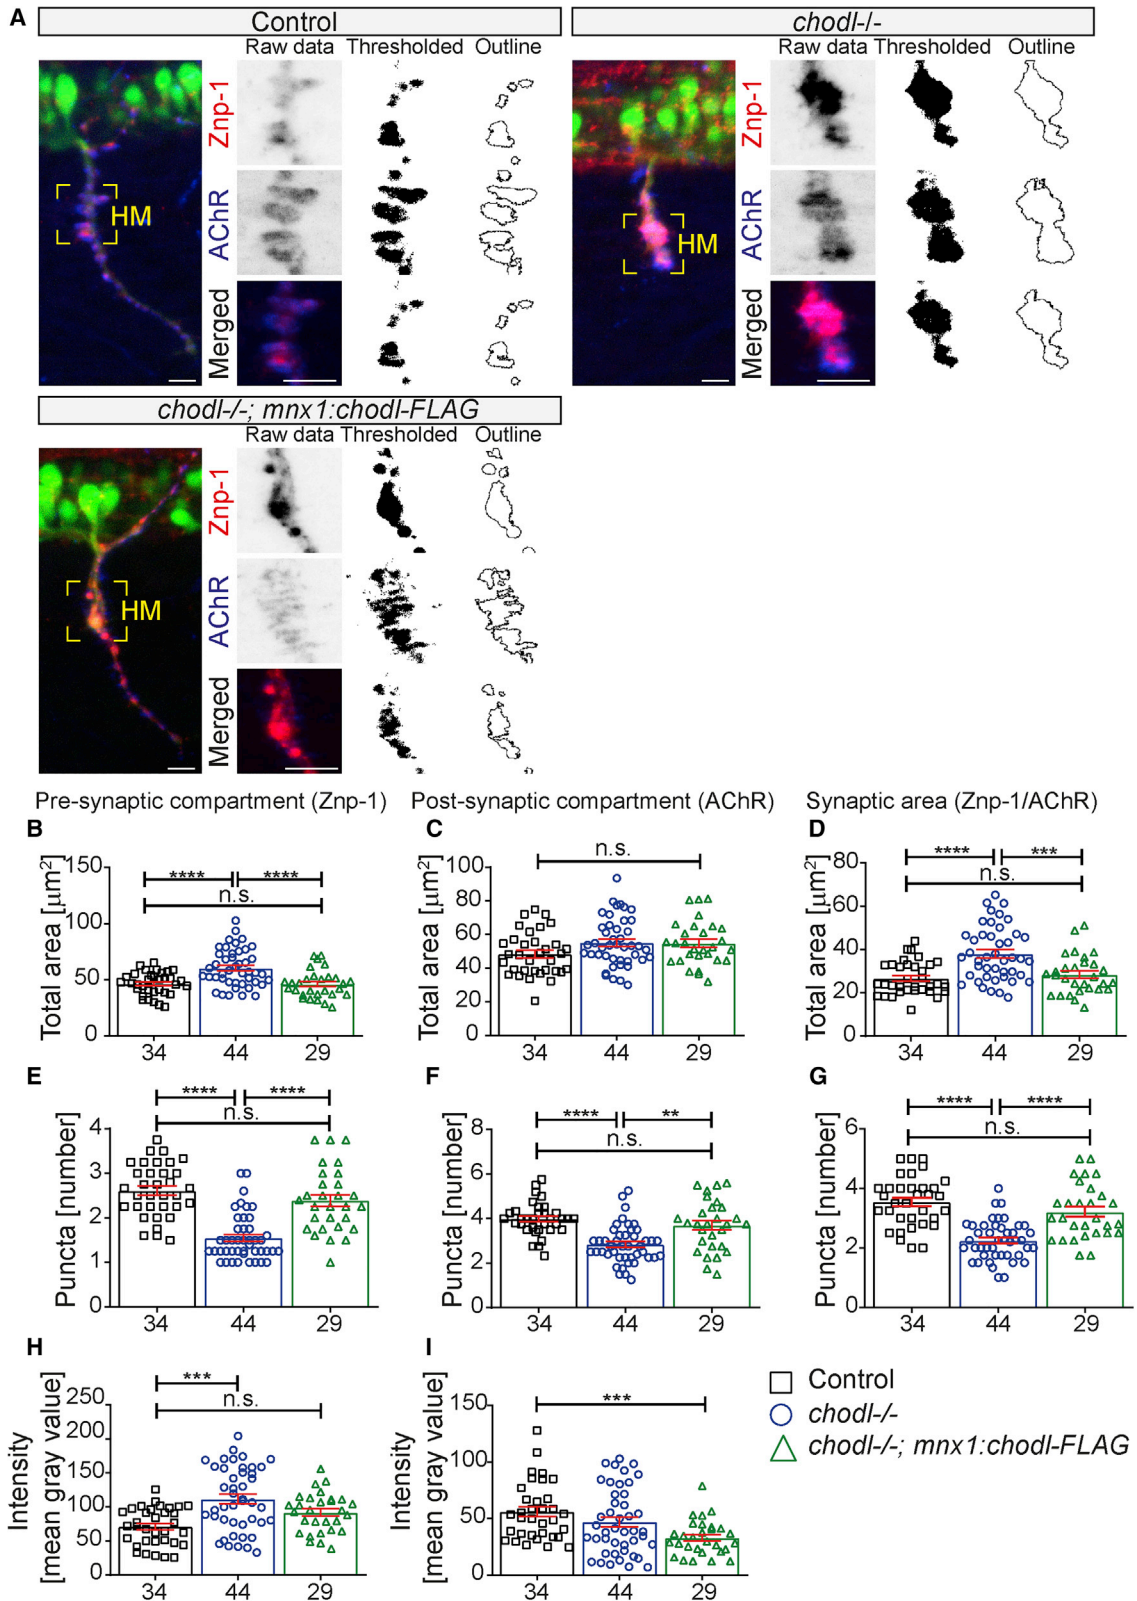 A
Control
Raw data Thresholded Outline
Znp-1
HM
AChR
Merged
chodl-/-
Raw data Thresholded Outline
Znp-1
HM
AChR
Merged
chodl-/-; mnx1:chodl-FLAG
Raw data Thresholded Outline
Znp-1
HM
AChR
Merged
Pre-synaptic compartment (Znp-1)
Post-synaptic compartment (AChR)
Synaptic area (Znp-1/AChR)
B
Total area [µm²]
150
100
50
0
**** ****
n.s.
34 44 29
C
Total area [µm²]
100
80
60
40
20
0
n.s.
34 44 29
D
Total area [µm²]
80
60
40
20
0
**** ***
n.s.
34 44 29
E
Puncta [number]
4
3
2
1
0
**** ****
n.s.
34 44 29
F
Puncta [number]
8
6
4
2
0
**** **
n.s.
34 44 29
G
Puncta [number]
6
4
2
0
**** ****
n.s.
34 44 29
H
Intensity
[mean gray value]
250
200
150
100
50
0
***
n.s.
34 44 29
I
Intensity
[mean gray value]
150
100
50
0
***
34 44 29
Control
chodl-/-
chodl-/-; mnx1:chodl-FLAG